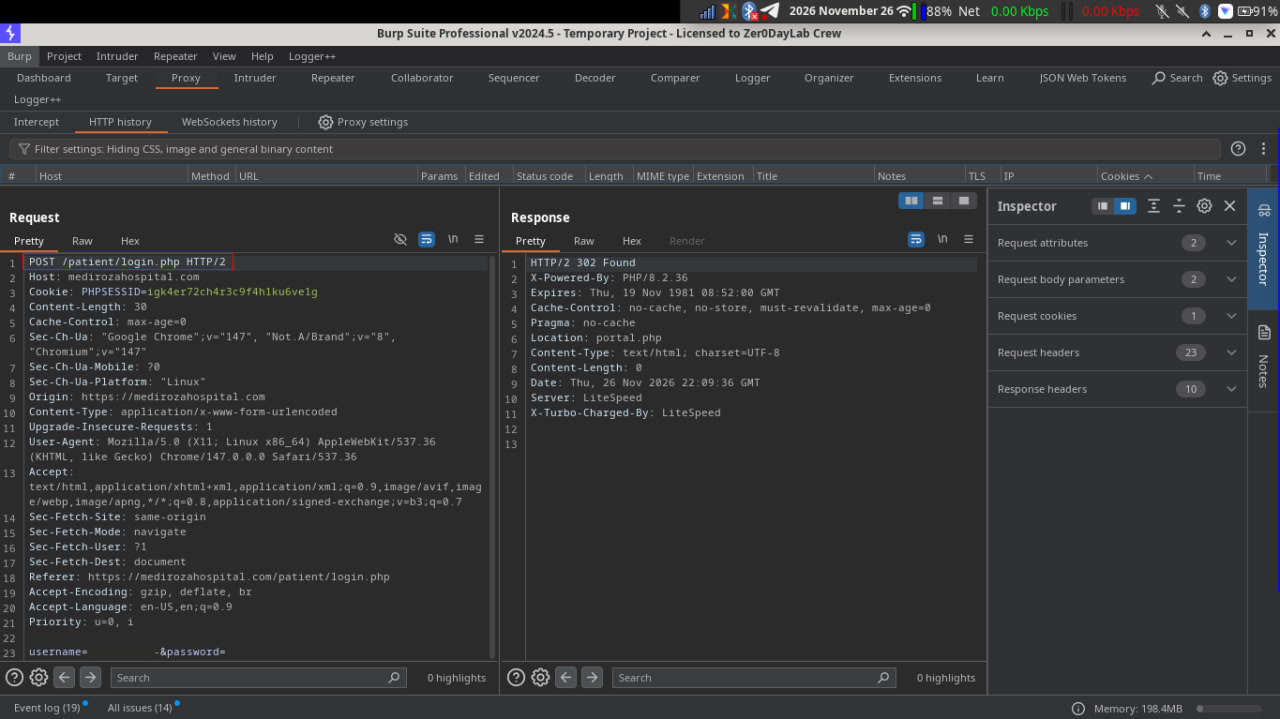 2026 November 26 88% Net 0.00 Kbps 0.00 Kbps 91%
Burp Suite Professional v2024.5 - Temporary Project - Licensed to Zer0DayLab Crew
Burp Project Intruder Repeater View Help Logger++
Dashboard Target Proxy Intruder Repeater Collaborator Sequencer Decoder Comparer Logger Organizer Extensions Learn JSON Web Tokens Search Settings
Logger++
Intercept HTTP history WebSockets history Proxy settings
Filter settings: Hiding CSS, image and general binary content
# Host Method URL Params Edited Status code Length MIME type Extension Title Notes TLS IP Cookies Time
Request
Pretty Raw Hex \n
1 POST /patient/login.php HTTP/2
2 Host: medirozahospital.com
3 Cookie: PHPSESSID=igk4er72ch4r3c9f4h1ku6ve1g
4 Content-Length: 30
5 Cache-Control: max-age=0
6 Sec-Ch-Ua: "Google Chrome";v="147", "Not.A/Brand";v="8",
"Chromium";v="147"
7 Sec-Ch-Ua-Mobile: ?0
8 Sec-Ch-Ua-Platform: "Linux"
9 Origin: https://medirozahospital.com
10 Content-Type: application/x-www-form-urlencoded
11 Upgrade-Insecure-Requests: 1
12 User-Agent: Mozilla/5.0 (X11; Linux x86_64) AppleWebKit/537.36
(KHTML, like Gecko) Chrome/147.0.0.0 Safari/537.36
13 Accept:
text/html,application/xhtml+xml,application/xml;q=0.9,image/avif,imag
e/webp,image/apng,*/*;q=0.8,application/signed-exchange;v=b3;q=0.7
14 Sec-Fetch-Site: same-origin
15 Sec-Fetch-Mode: navigate
16 Sec-Fetch-User: ?1
17 Sec-Fetch-Dest: document
18 Referer: https://medirozahospital.com/patient/login.php
19 Accept-Encoding: gzip, deflate, br
20 Accept-Language: en-US,en;q=0.9
21 Priority: u=0, i
22
23 username= -&password=
Search 0 highlights
Response
Pretty Raw Hex Render \n
1 HTTP/2 302 Found
2 X-Powered-By: PHP/8.2.36
3 Expires: Thu, 19 Nov 1981 08:52:00 GMT
4 Cache-Control: no-cache, no-store, must-revalidate, max-age=0
5 Pragma: no-cache
6 Location: portal.php
7 Content-Type: text/html; charset=UTF-8
8 Content-Length: 0
9 Date: Thu, 26 Nov 2026 22:09:36 GMT
10 Server: LiteSpeed
11 X-Turbo-Charged-By: LiteSpeed
12
13
Search 0 highlights
Inspector
Request attributes 2
Request body parameters 2
Request cookies 1
Request headers 23
Response headers 10
Inspector
Notes
Event log (19) All issues (14) Memory: 198.4MB